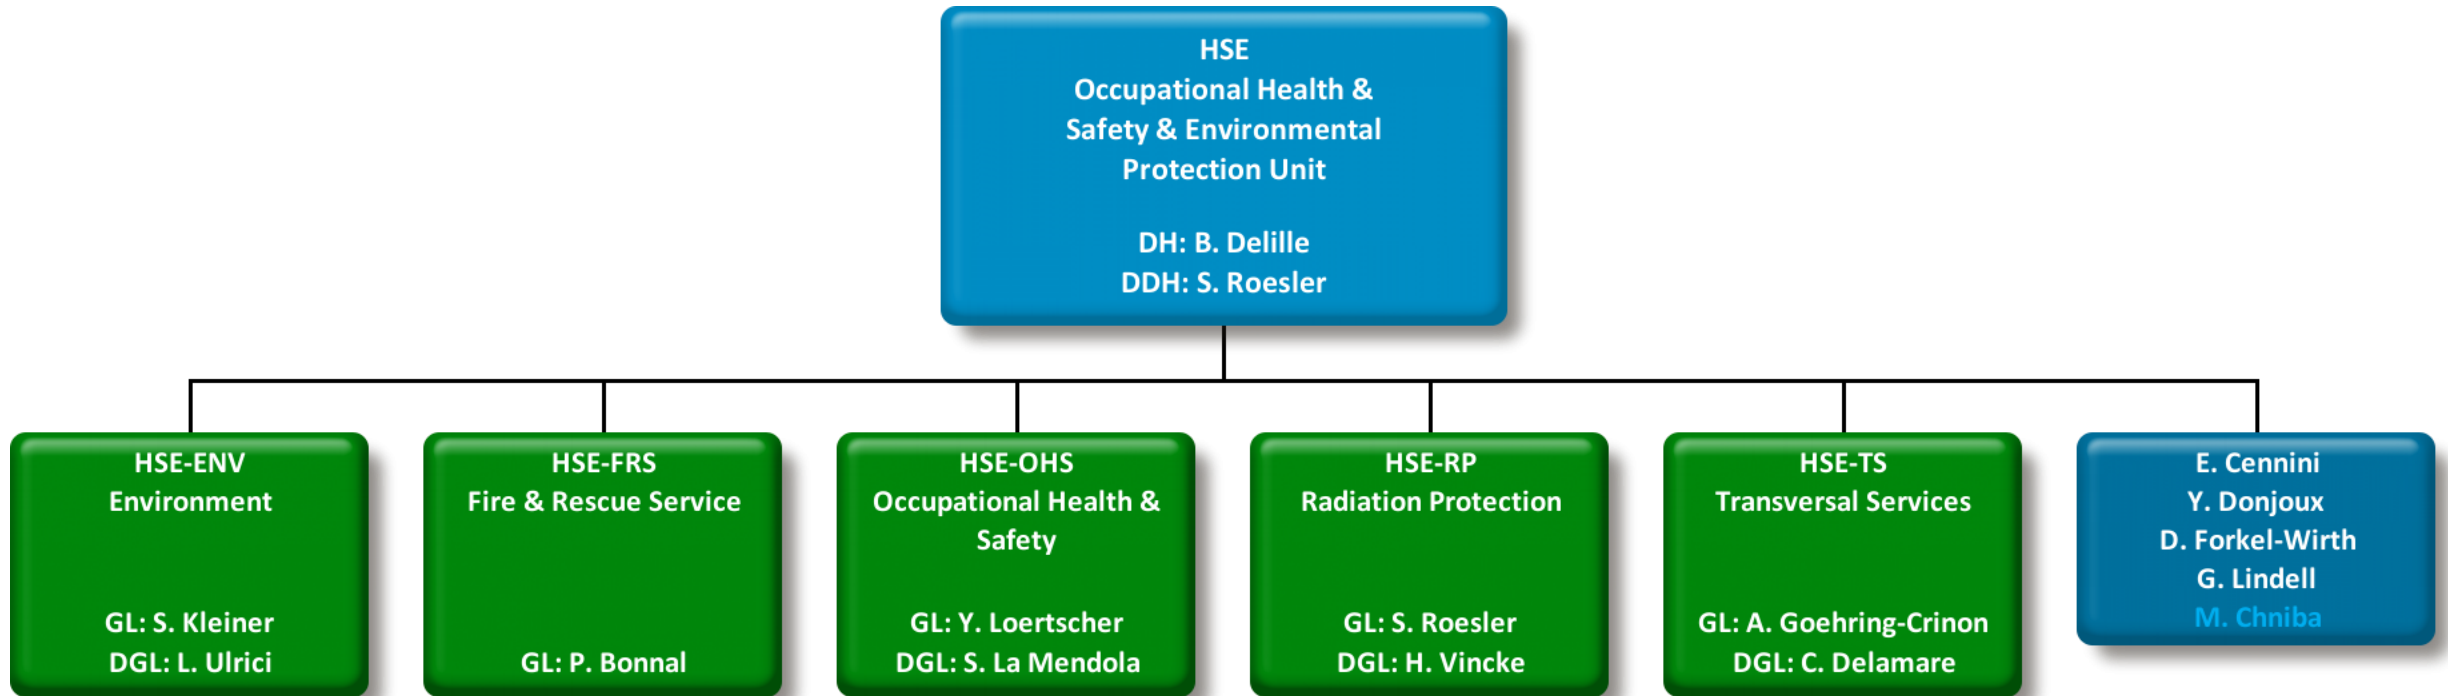 HSE
Occupational Health &
Safety & Environmental
Protection Unit
DH: B. Delille
DDH: S. Roesler
HSE-ENV
Environment
GL: S. Kleiner
DGL: L. Ulrici
HSE-FRS
Fire & Rescue Service
GL: P. Bonnal
HSE-OHS
Occupational Health &
Safety
GL: Y. Loertscher
DGL: S. La Mendola
HSE-RP
Radiation Protection
GL: S. Roesler
DGL: H. Vincke
HSE-TS
Transversal Services
GL: A. Goehring-Crinon
DGL: C. Delamare
E. Cennini
Y. Donjoux
D. Forkel-Wirth
G. Lindell
M. Chniba